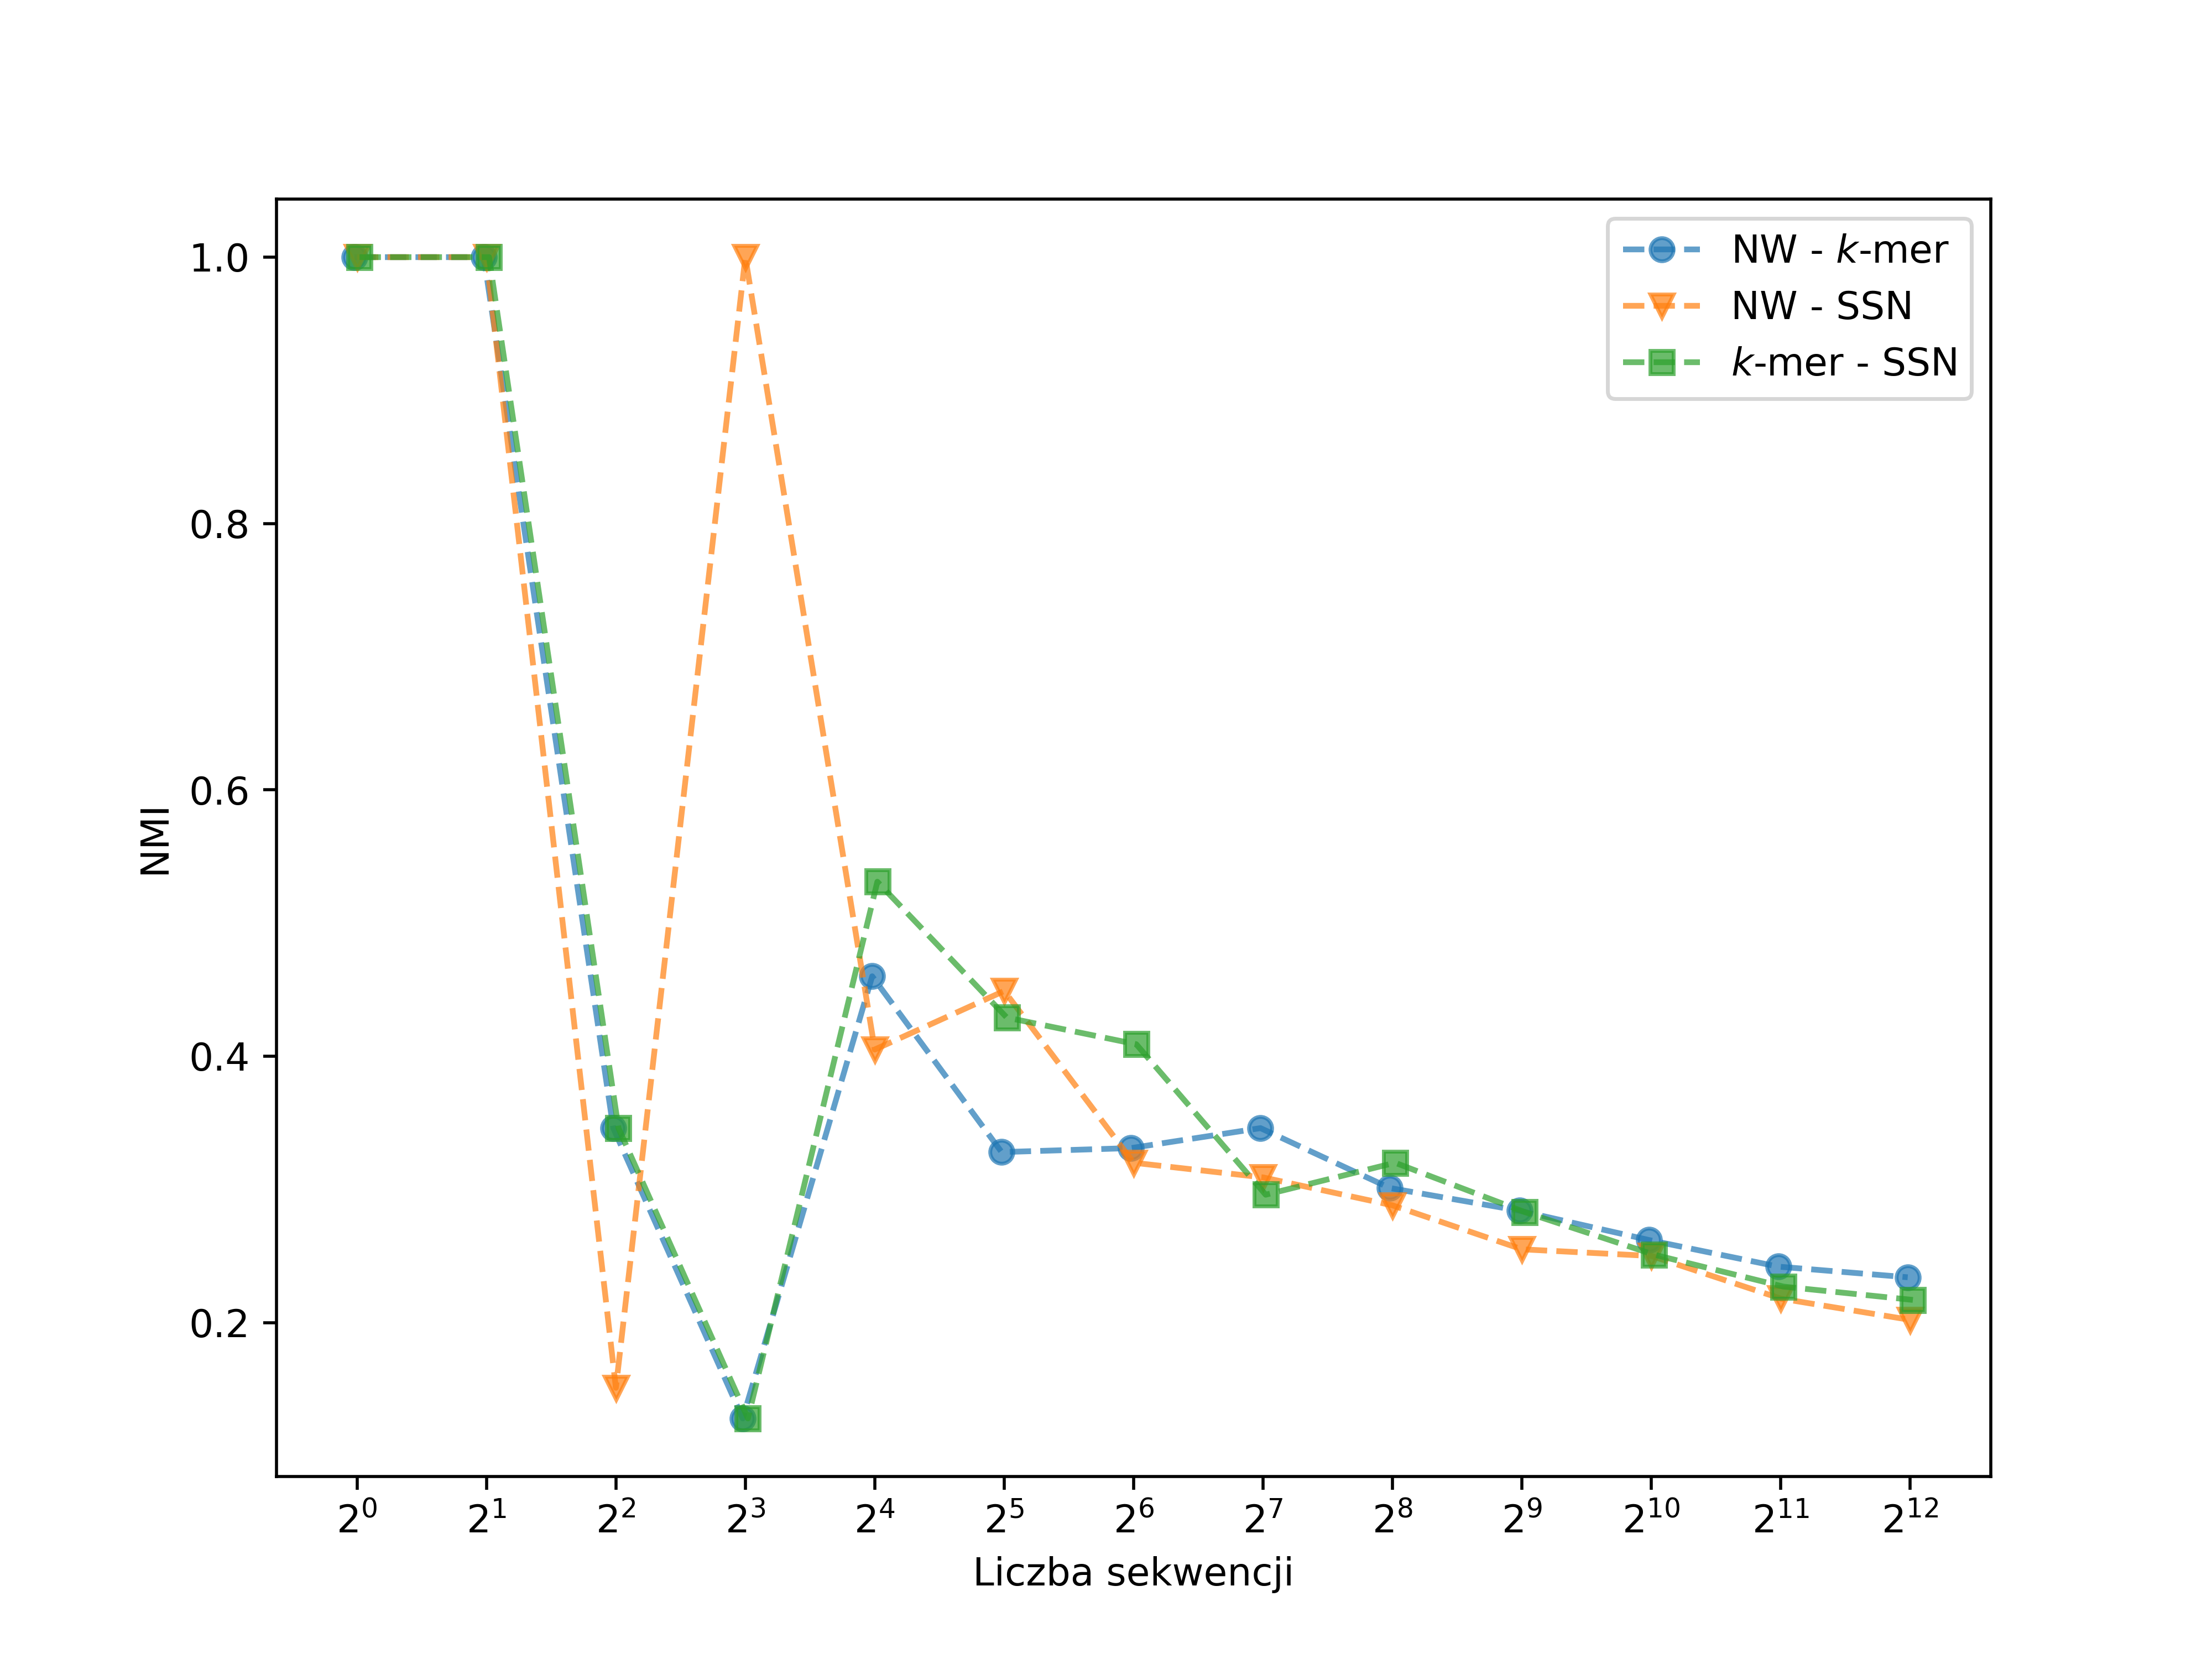 NW - k-mer
NW - SSN
k-mer - SSN
1.0
0.8
0.6
0.4
0.2
NMI
2⁰ 2¹ 2² 2³ 2⁴ 2⁵ 2⁶ 2⁷ 2⁸ 2⁹ 2¹⁰ 2¹¹ 2¹²
Liczba sekwencji